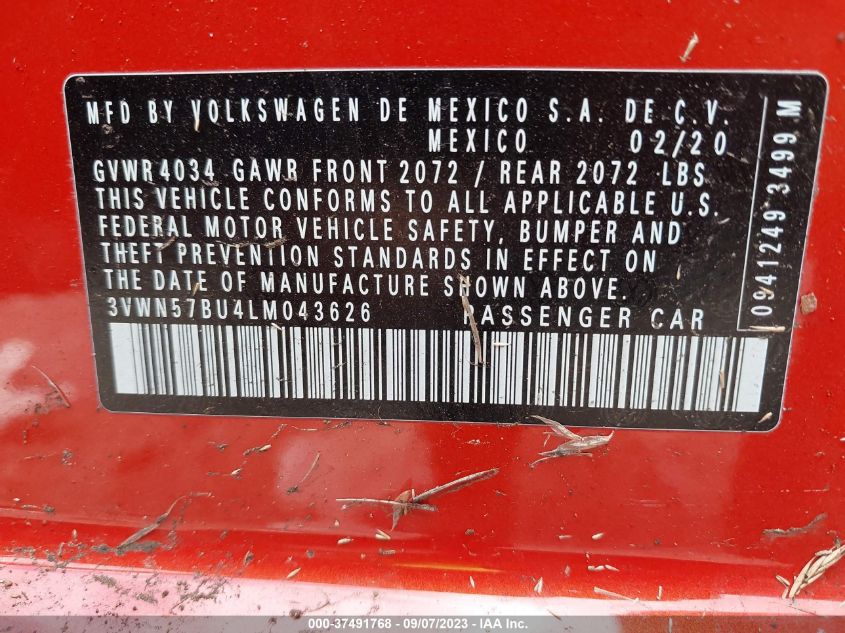 MFD BY VOLKSWAGEN DE MEXICO S.A. DE C.V.
MEXICO 02/20
GVWR4034 GAWR FRONT 2072 / REAR 2072 LBS
THIS VEHICLE CONFORMS TO ALL APPLICABLE U.S.
FEDERAL MOTOR VEHICLE SAFETY, BUMPER AND
THEFT PREVENTION STANDARDS IN EFFECT ON
THE DATE OF MANUFACTURE SHOWN ABOVE.
3VWN57BU4LM043626 PASSENGER CAR
0941249 3499 M
000-37491768 - 09/07/2023 - IAA Inc.